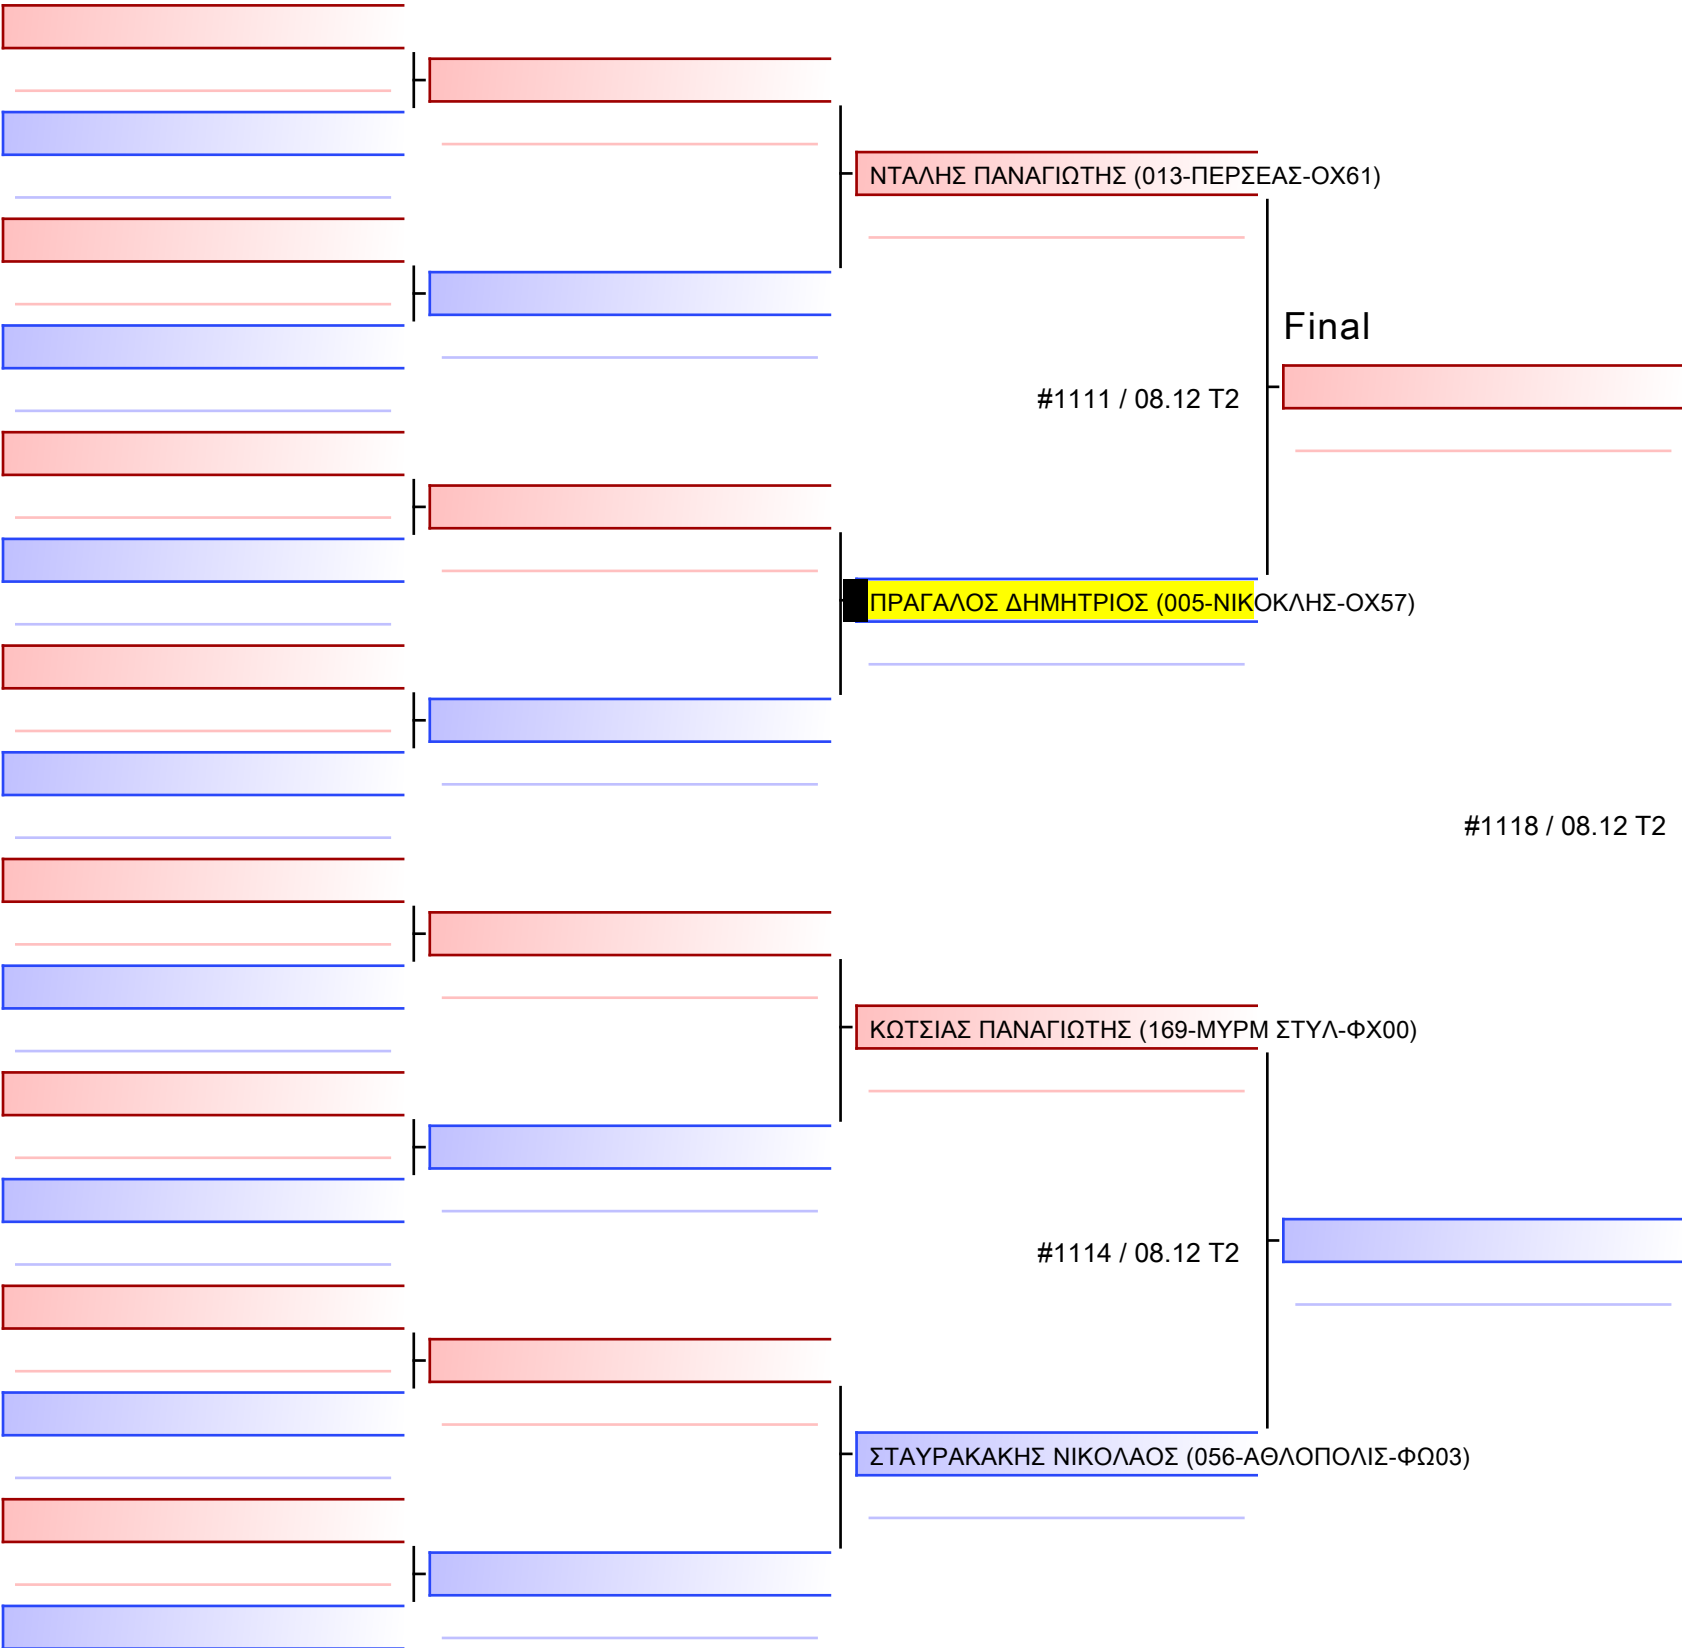 ΝΤΑΛΗΣ ΠΑΝΑΓΙΩΤΗΣ (013-ΠΕΡΣΕΑΣ-ΟΧ61)
Final
#1111 / 08.12 T2
ΠΡΑΓΑΛΟΣ ΔΗΜΗΤΡΙΟΣ (005-ΝΙΚΟΚΛΗΣ-ΟΧ57)
#1118 / 08.12 T2
ΚΩΤΣΙΑΣ ΠΑΝΑΓΙΩΤΗΣ (169-ΜΥΡΜ ΣΤΥΛ-ΦΧ00)
#1114 / 08.12 T2
ΣΤΑΥΡΑΚΑΚΗΣ ΝΙΚΟΛΑΟΣ (056-ΑΘΛΟΠΟΛΙΣ-ΦΩ03)